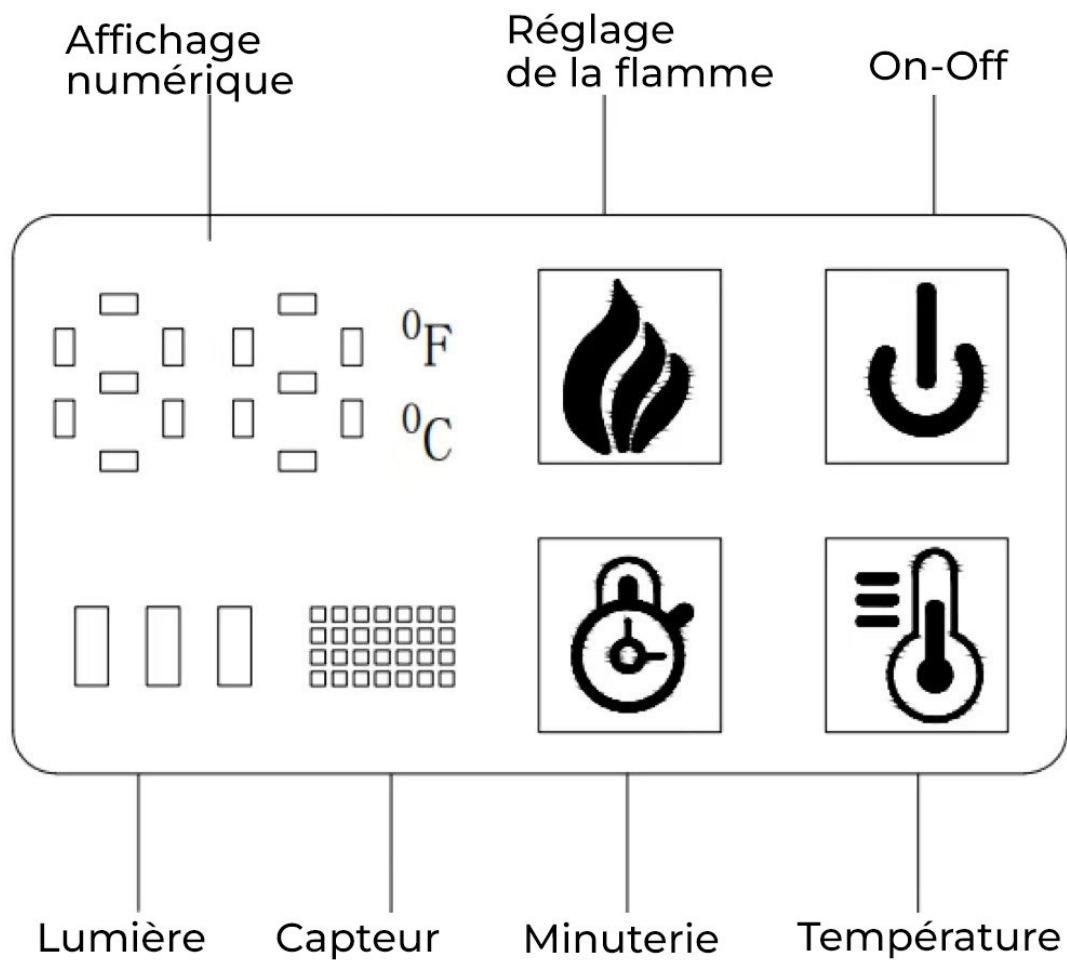 Affichage
numérique
Réglage
de la flamme
On-Off
⁰F
⁰C
Lumière
Capteur
Minuterie
Température